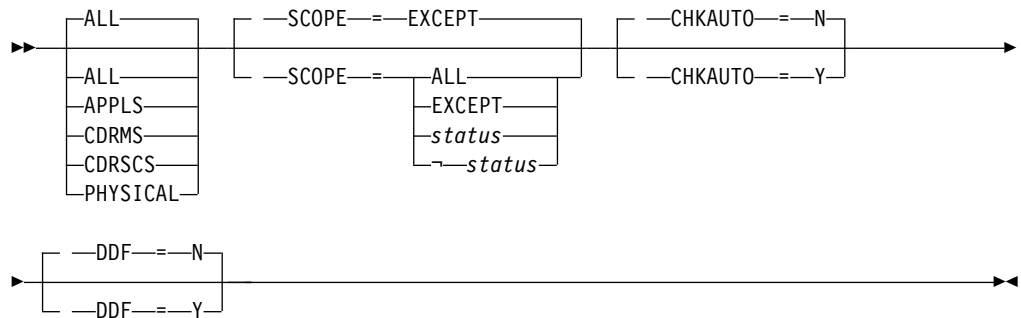 ALL SCOPE = EXCEPT CHKAUTO = N
ALL SCOPE = ALL CHKAUTO = Y
APPLS EXCEPT
CDRMS status
CDRSCS ¬ status
PHYSICAL
DDF = N
DDF = Y